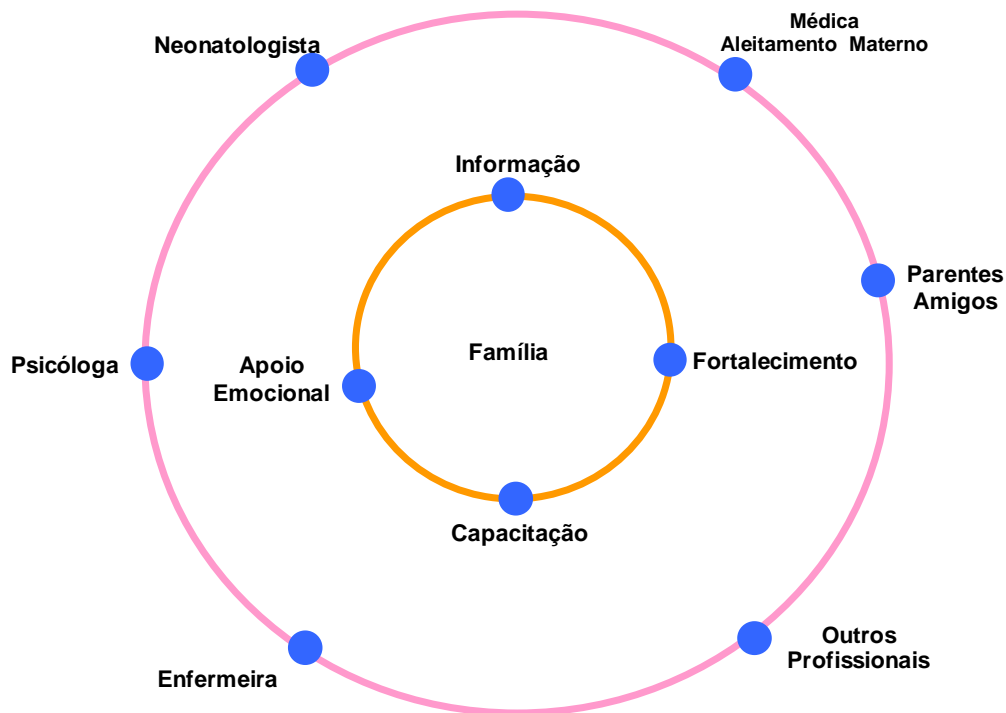 Médica
Aleitamento Materno
Neonatologista
Informação
Parentes
Amigos
Família
Psicóloga
Apoio
Emocional
Fortalecimento
Capacitação
Outros
Profissionais
Enfermeira